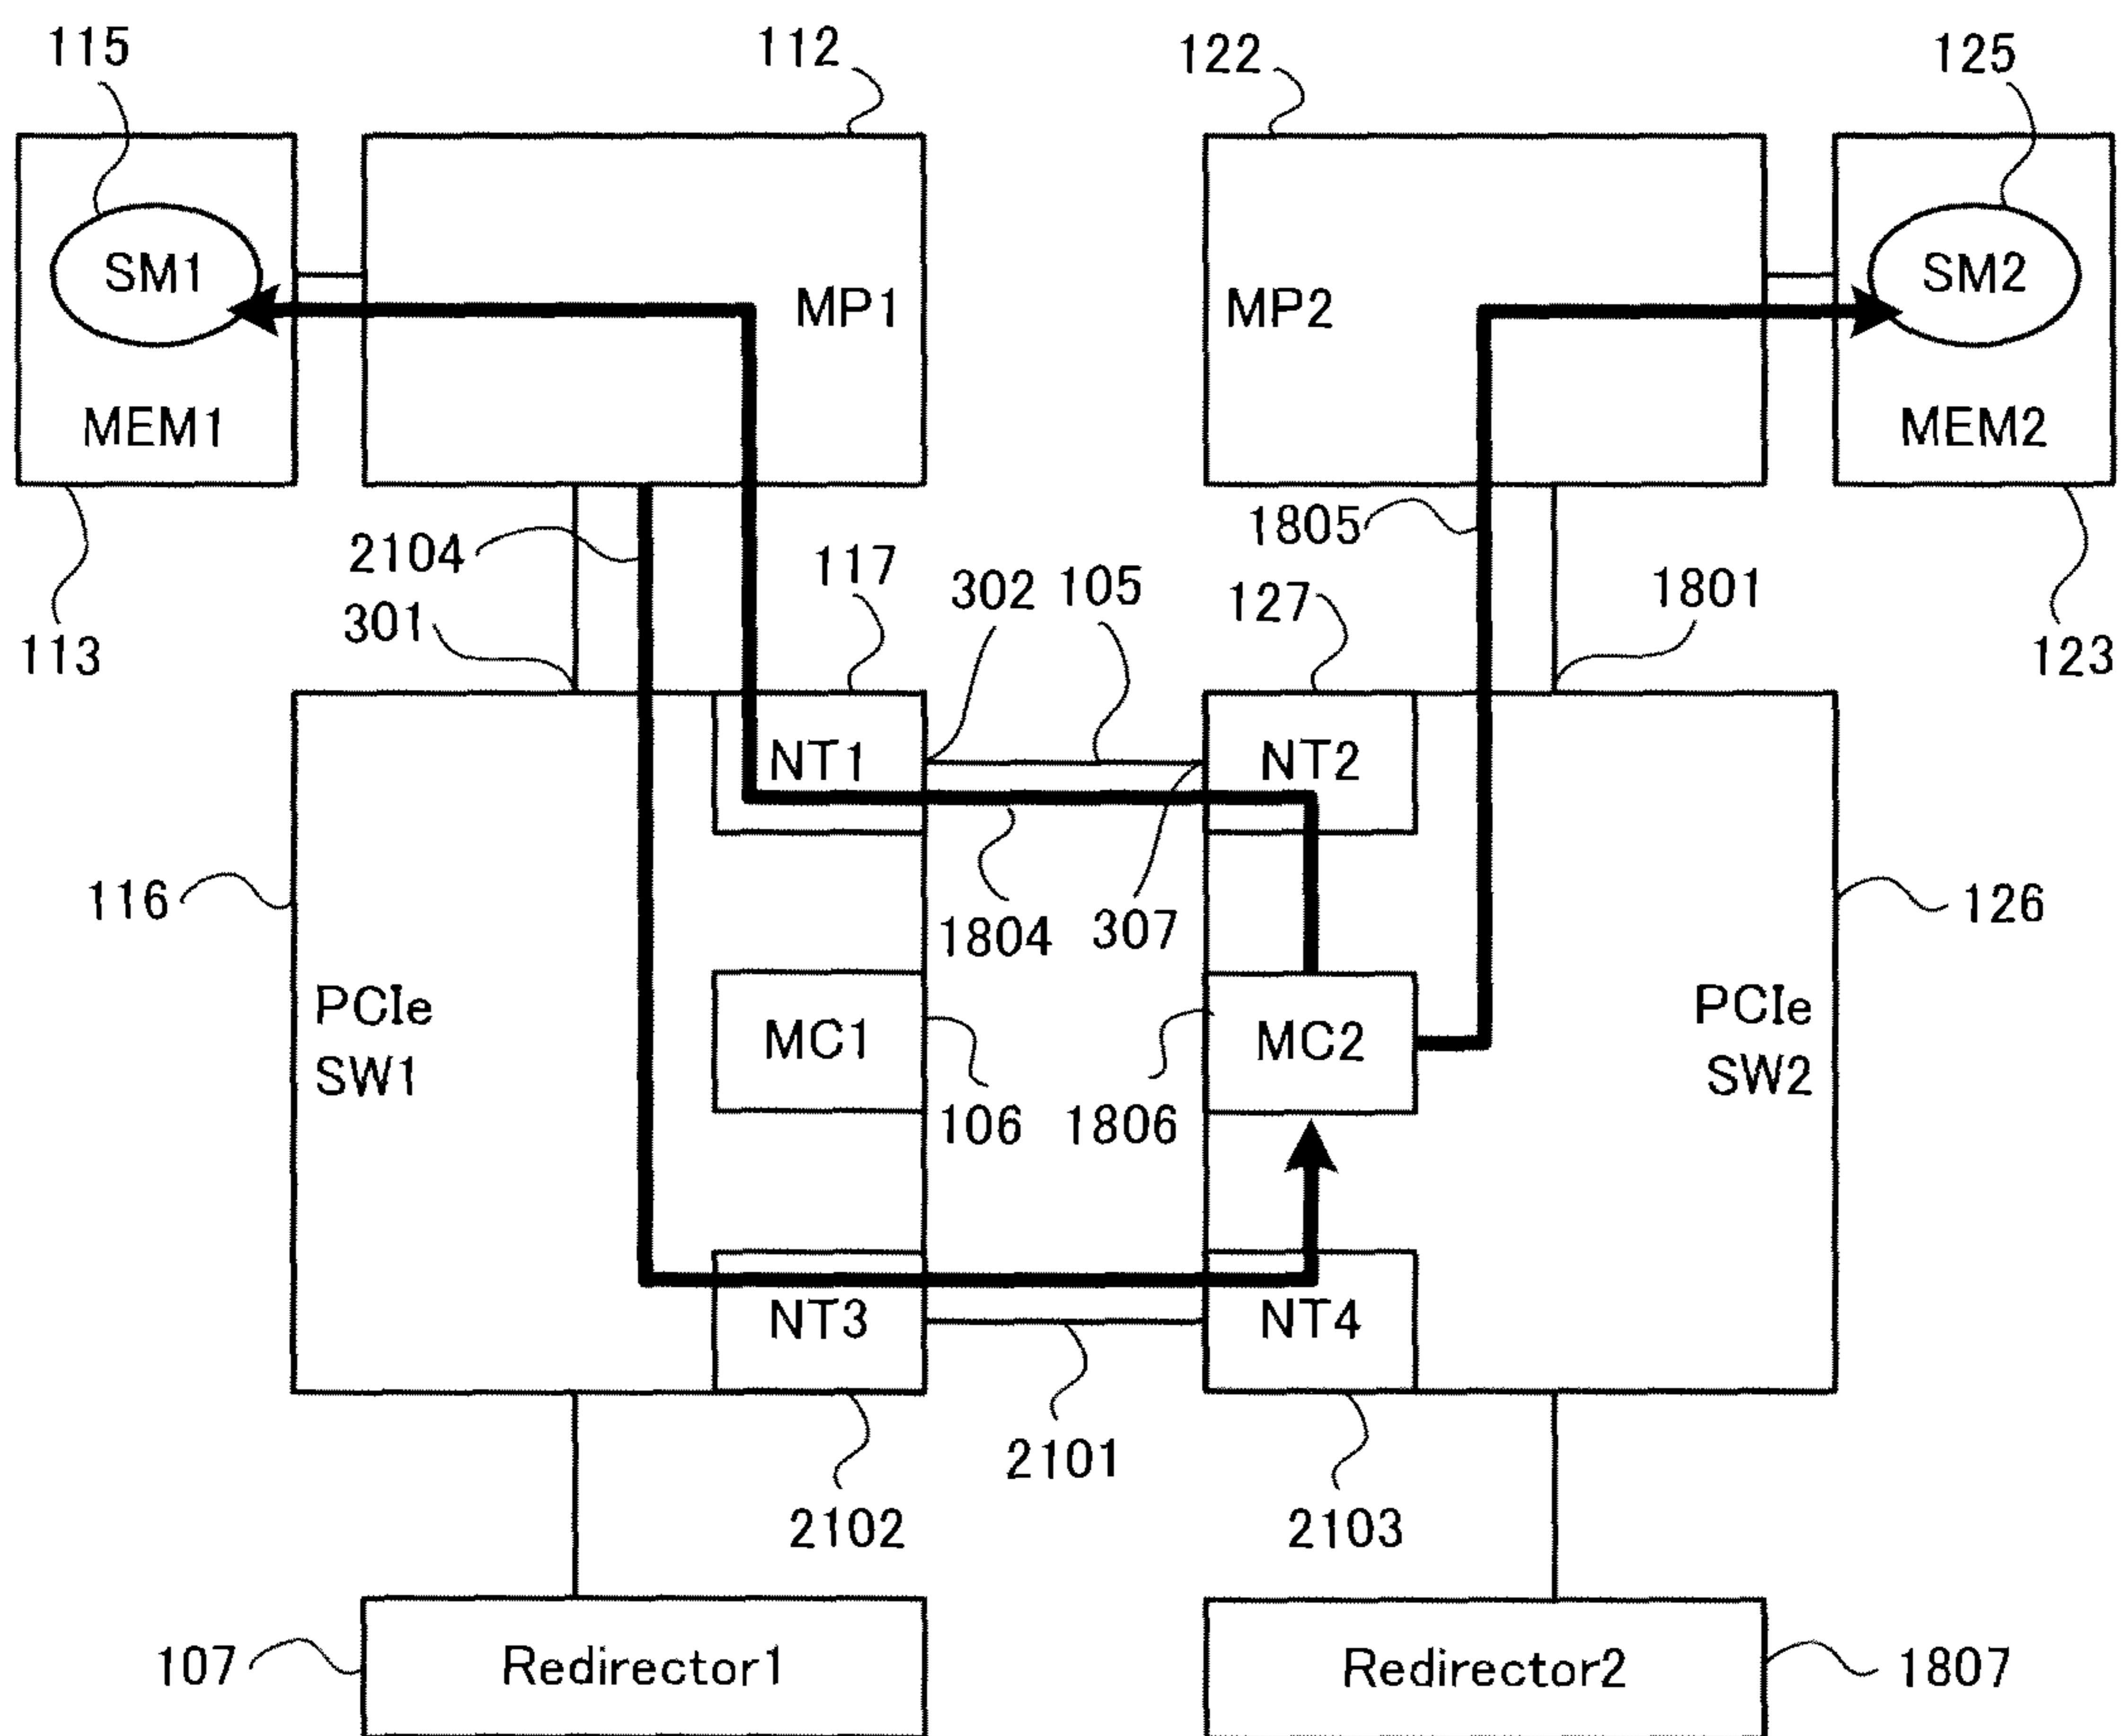 115
112
122
125
SM1
MP1
MP2
SM2
MEM1
MEM2
2104
117
302
105
1805
127
1801
301
113
123
NT1
NT2
116
1804
307
126
PCIe
SW1
MC1
MC2
PCIe
SW2
106
1806
NT3
NT4
2101
2102
2103
107
Redirector1
Redirector2
1807